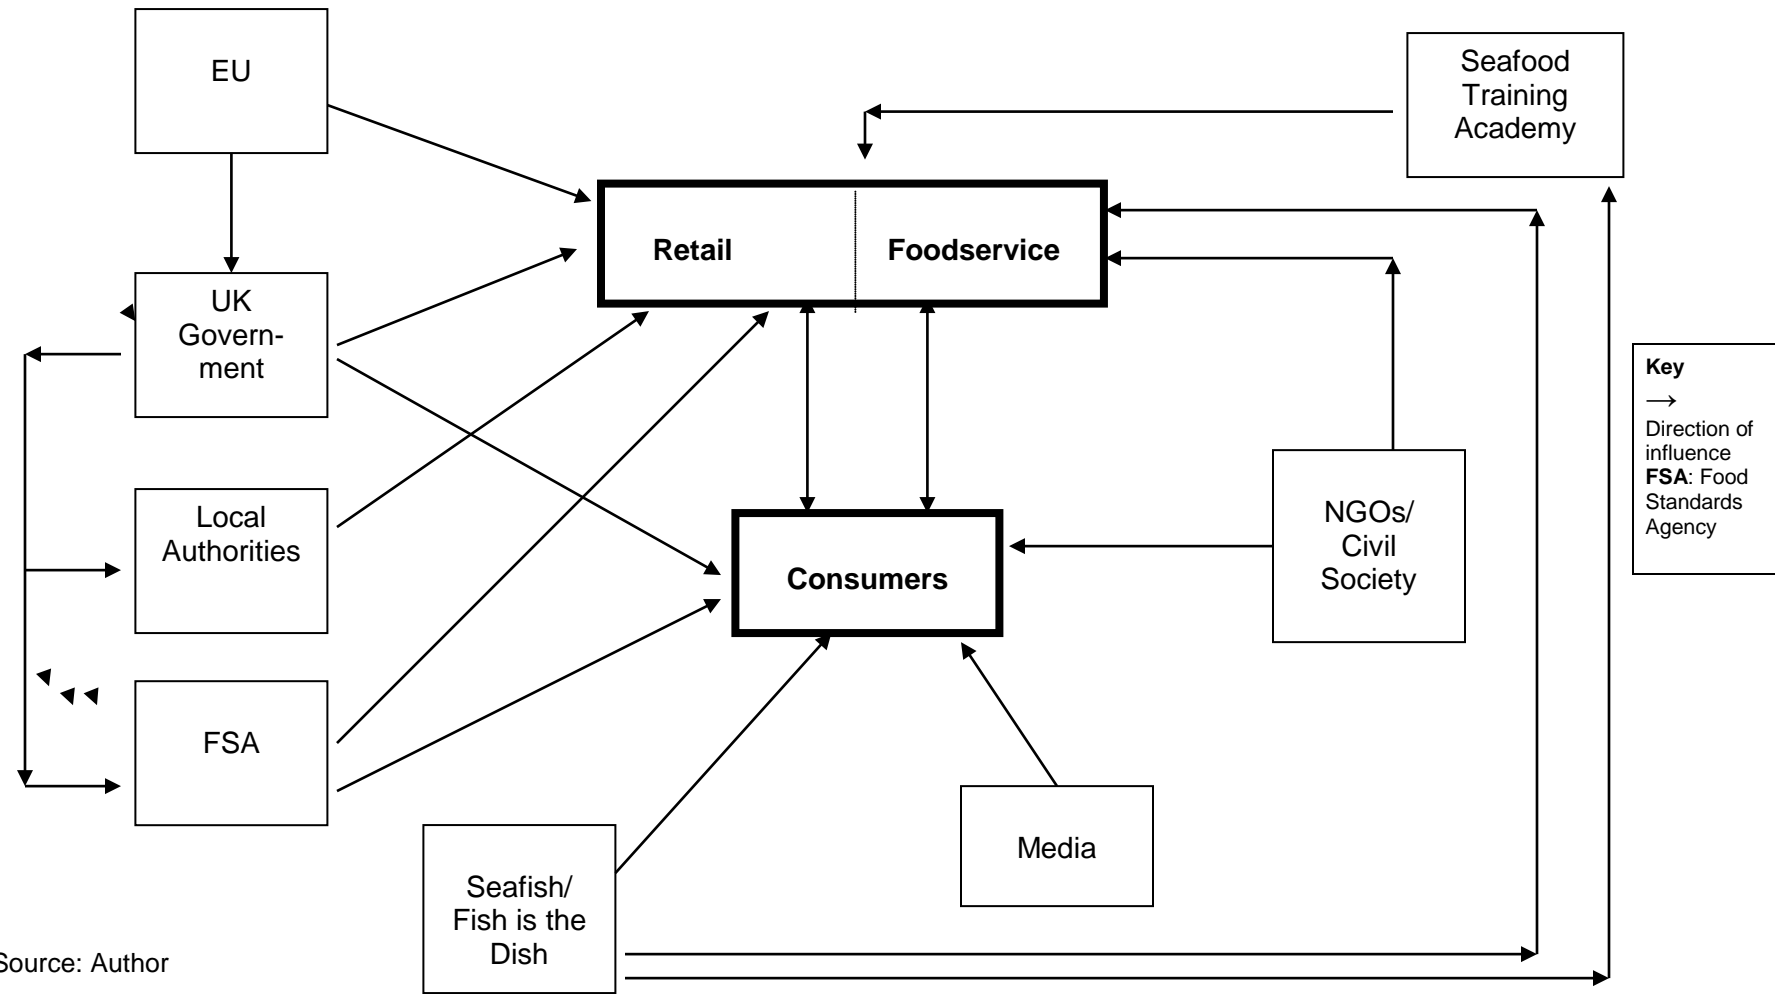 EU
Seafood
Training
Academy
Retail
Foodservice
UK
Govern-
ment
Key
→
Direction of
influence
FSA: Food
Standards
Agency
Local
Authorities
NGOs/
Civil
Society
Consumers
FSA
Media
Seafish/
Fish is the
Dish
Source: Author